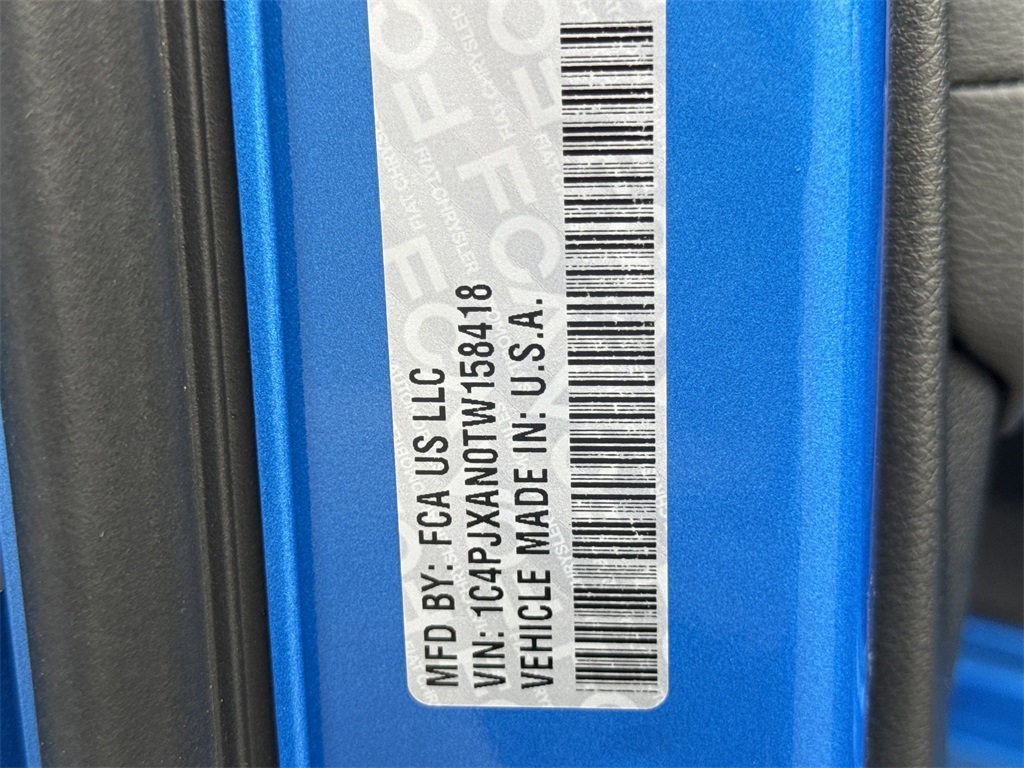 MFD BY: FCA US LLC
VIN: 1C4PJXAN0TW158418
VEHICLE MADE IN: U.S.A.